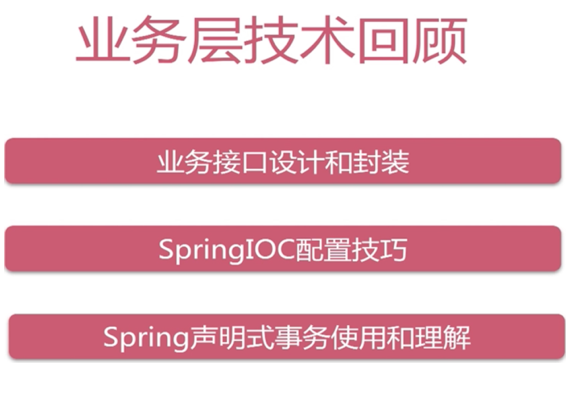 业务层技术回顾
业务接口设计和封装
SpringIOC配置技巧
Spring声明式事务使用和理解